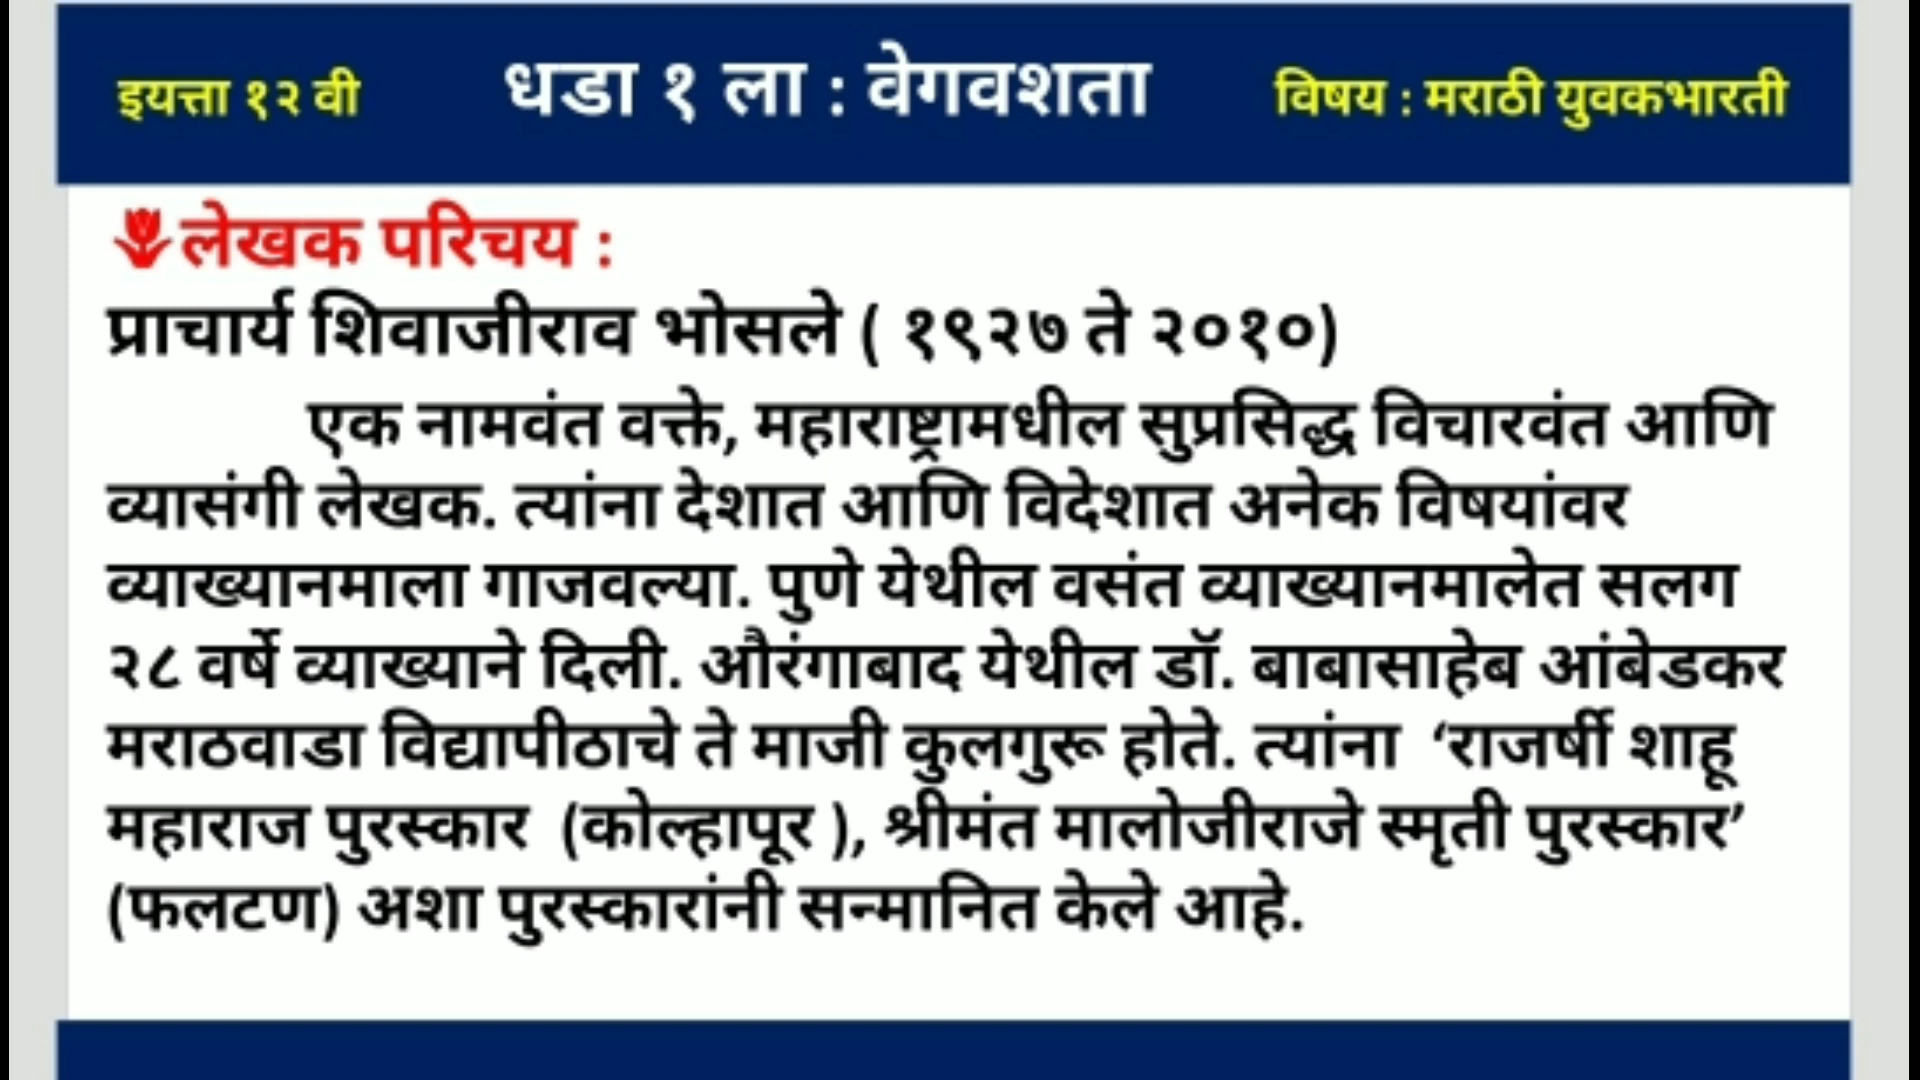 इयत्ता १२ वी धडा १ ला : वेगवशता विषय : मराठी युवकभारती
लेखक परिचय :
प्राचार्य शिवाजीराव भोसले ( १९२७ ते २०१०)
एक नामवंत वक्ते, महाराष्ट्रामधील सुप्रसिद्ध विचारवंत आणि
व्यासंगी लेखक. त्यांना देशात आणि विदेशात अनेक विषयांवर
व्याख्यानमाला गाजवल्या. पुणे येथील वसंत व्याख्यानमालेत सलग
२८ वर्षे व्याख्याने दिली. औरंगाबाद येथील डॉ. बाबासाहेब आंबेडकर
मराठवाडा विद्यापीठाचे ते माजी कुलगुरू होते. त्यांना ‘राजर्षी शाहू
महाराज पुरस्कार (कोल्हापूर ), श्रीमंत मालोजीराजे स्मृती पुरस्कार’
(फलटण) अशा पुरस्कारांनी सन्मानित केले आहे.